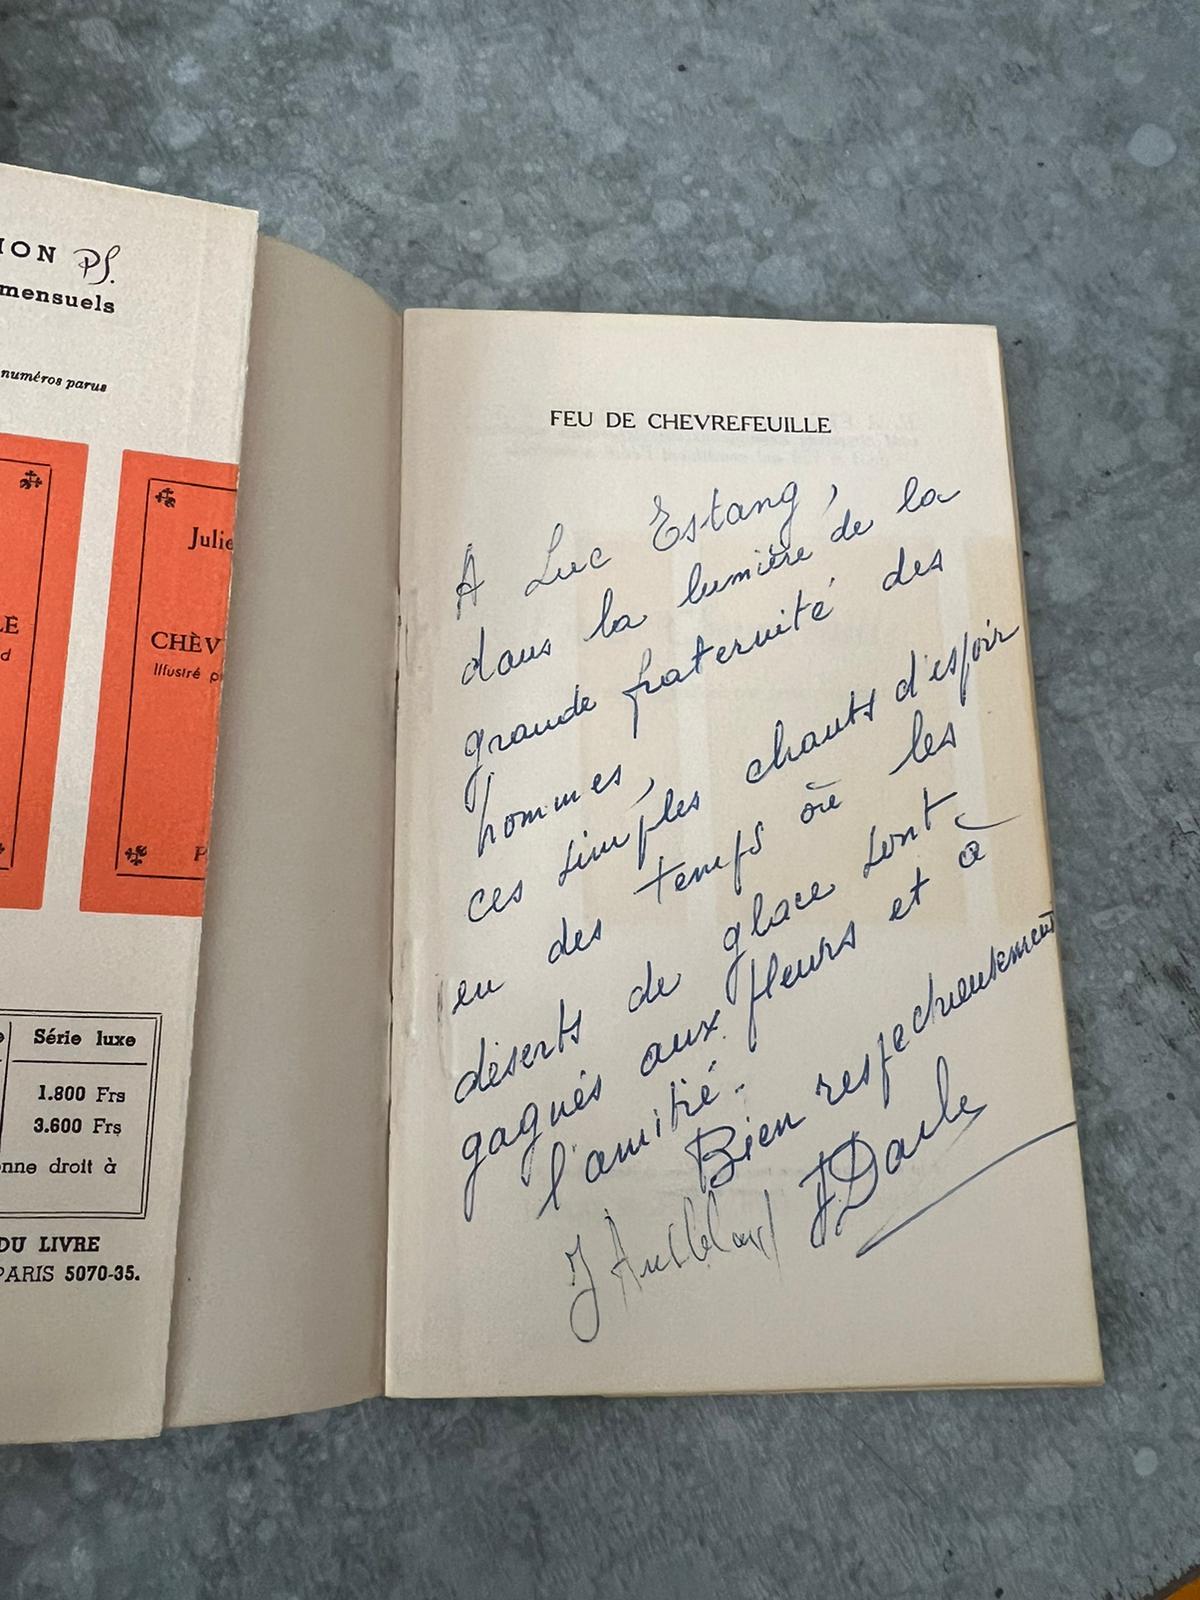 ION PS.
mensuels
numéros parus
LE
d
Julie
CHÈV
Illustré p
P
Série luxe
1.800 Frs
3.600 Frs
nne droit à
DU LIVRE
PARIS 5070-35.
FEU DE CHEVREFEUILLE
A Luc Estang,
dans la lumière de la
grande fraternité des
hommes,
ces simples chants d'espoir
en des temps où les
déserts de glace sont
gagnés aux fleurs et à
l'amitié.
Bien respectueusement